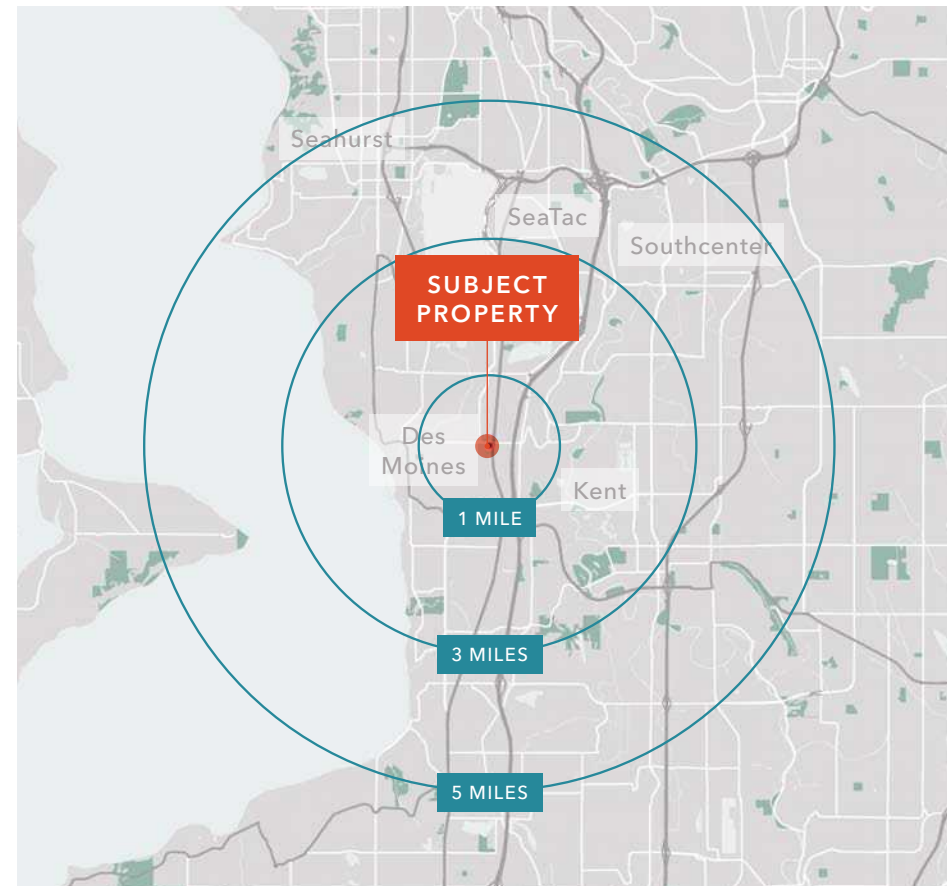 Seahurst
SeaTac
Southcenter
SUBJECT
PROPERTY
Des
Moines
Kent
1 MILE
3 MILES
5 MILES